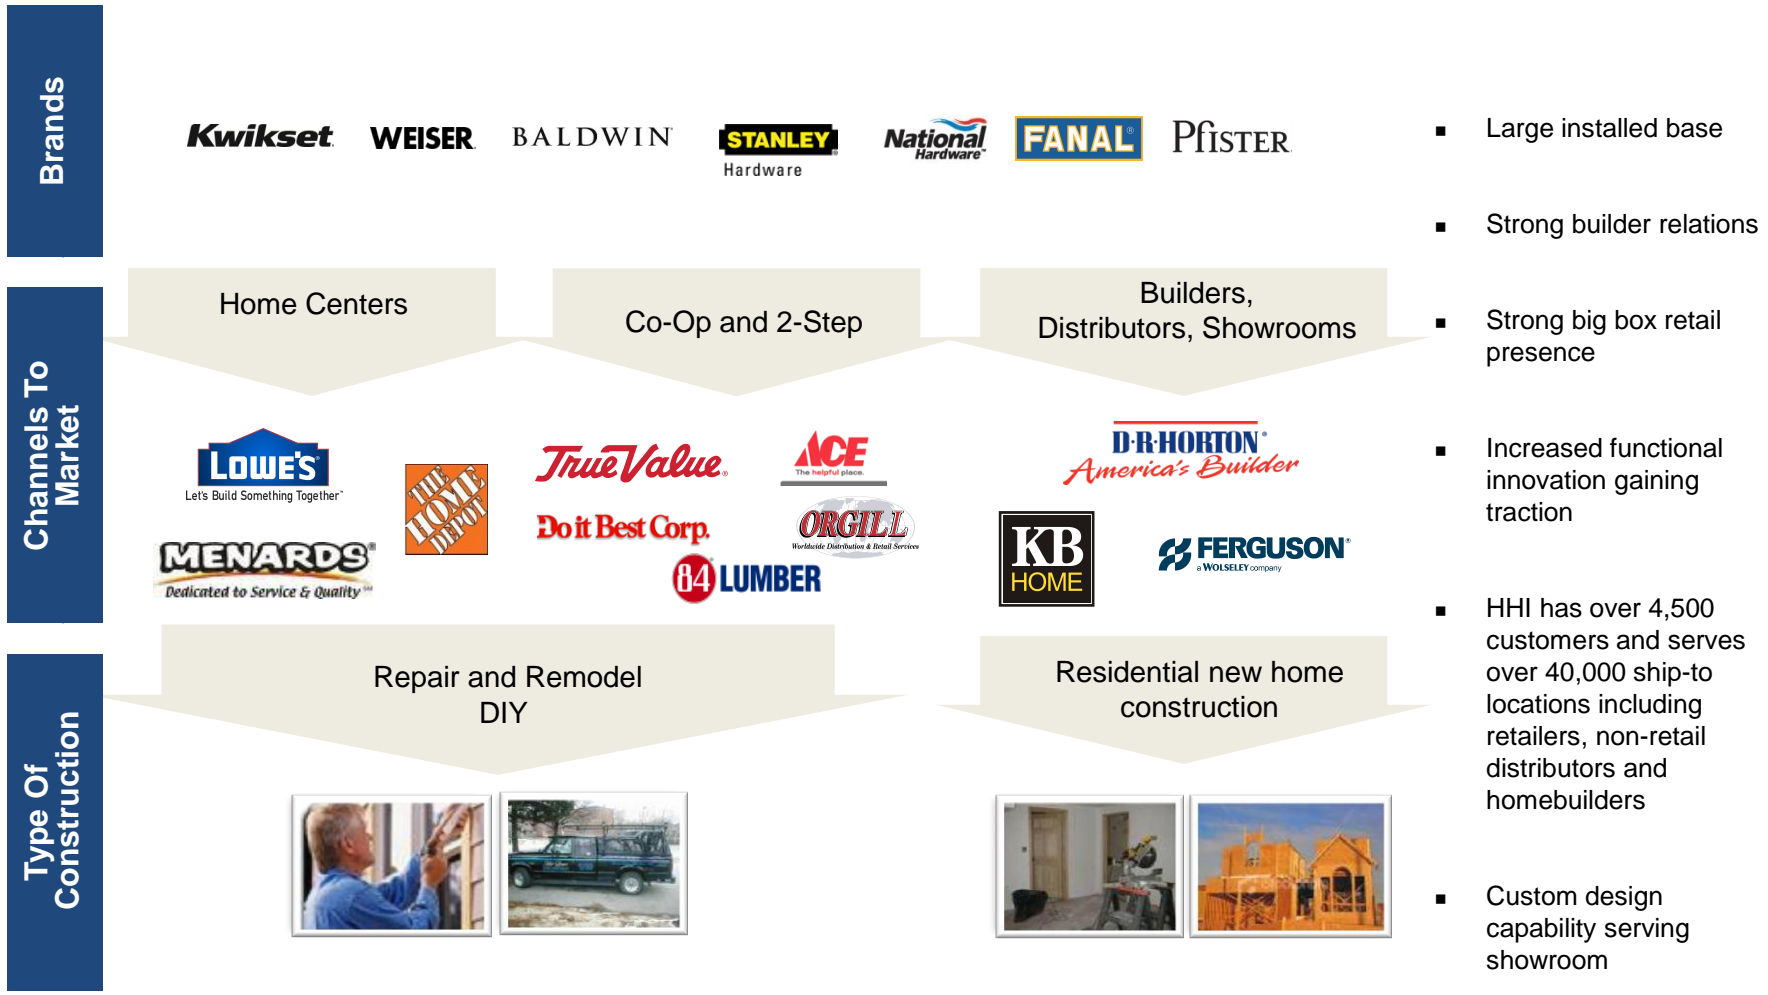 Brands
Kwikset
WEISER
BALDWIN
STANLEY
Hardware
National
Hardware™
FANAL®
Pfister
Channels To
Market
Home Centers
Co-Op and 2-Step
Builders,
Distributors, Showrooms
LOWE'S
Let's Build Something Together™
THE
HOME
DEPOT
MENARDS®
Dedicated to Service & Quality℠
True Value®
ACE
The helpful place.
Do it Best Corp.
ORGILL
Worldwide Distribution & Retail Services
84 LUMBER
D·R·HORTON®
America's Builder
KB
HOME
FERGUSON®
a WOLSELEY company
Type Of
Construction
Repair and Remodel
DIY
Residential new home
construction
▪ Large installed base
▪ Strong builder relations
▪ Strong big box retail
presence
▪ Increased functional
innovation gaining
traction
▪ HHI has over 4,500
customers and serves
over 40,000 ship-to
locations including
retailers, non-retail
distributors and
homebuilders
▪ Custom design
capability serving
showroom